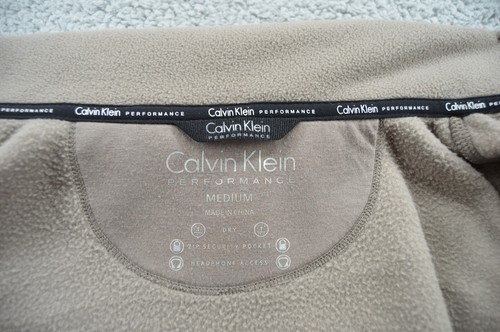 PERFORMANCE Calvin Klein PERFORMANCE Calvin Klein PERFORMANCE Calvin Klein PERFORMANCE Calvin Klein
Calvin Klein
PERFORMANCE
Calvin Klein
PERFORMANCE
MEDIUM
MADE IN CHINA
DRY
ZIP SECURITY POCKET
HEADPHONE ACCESS